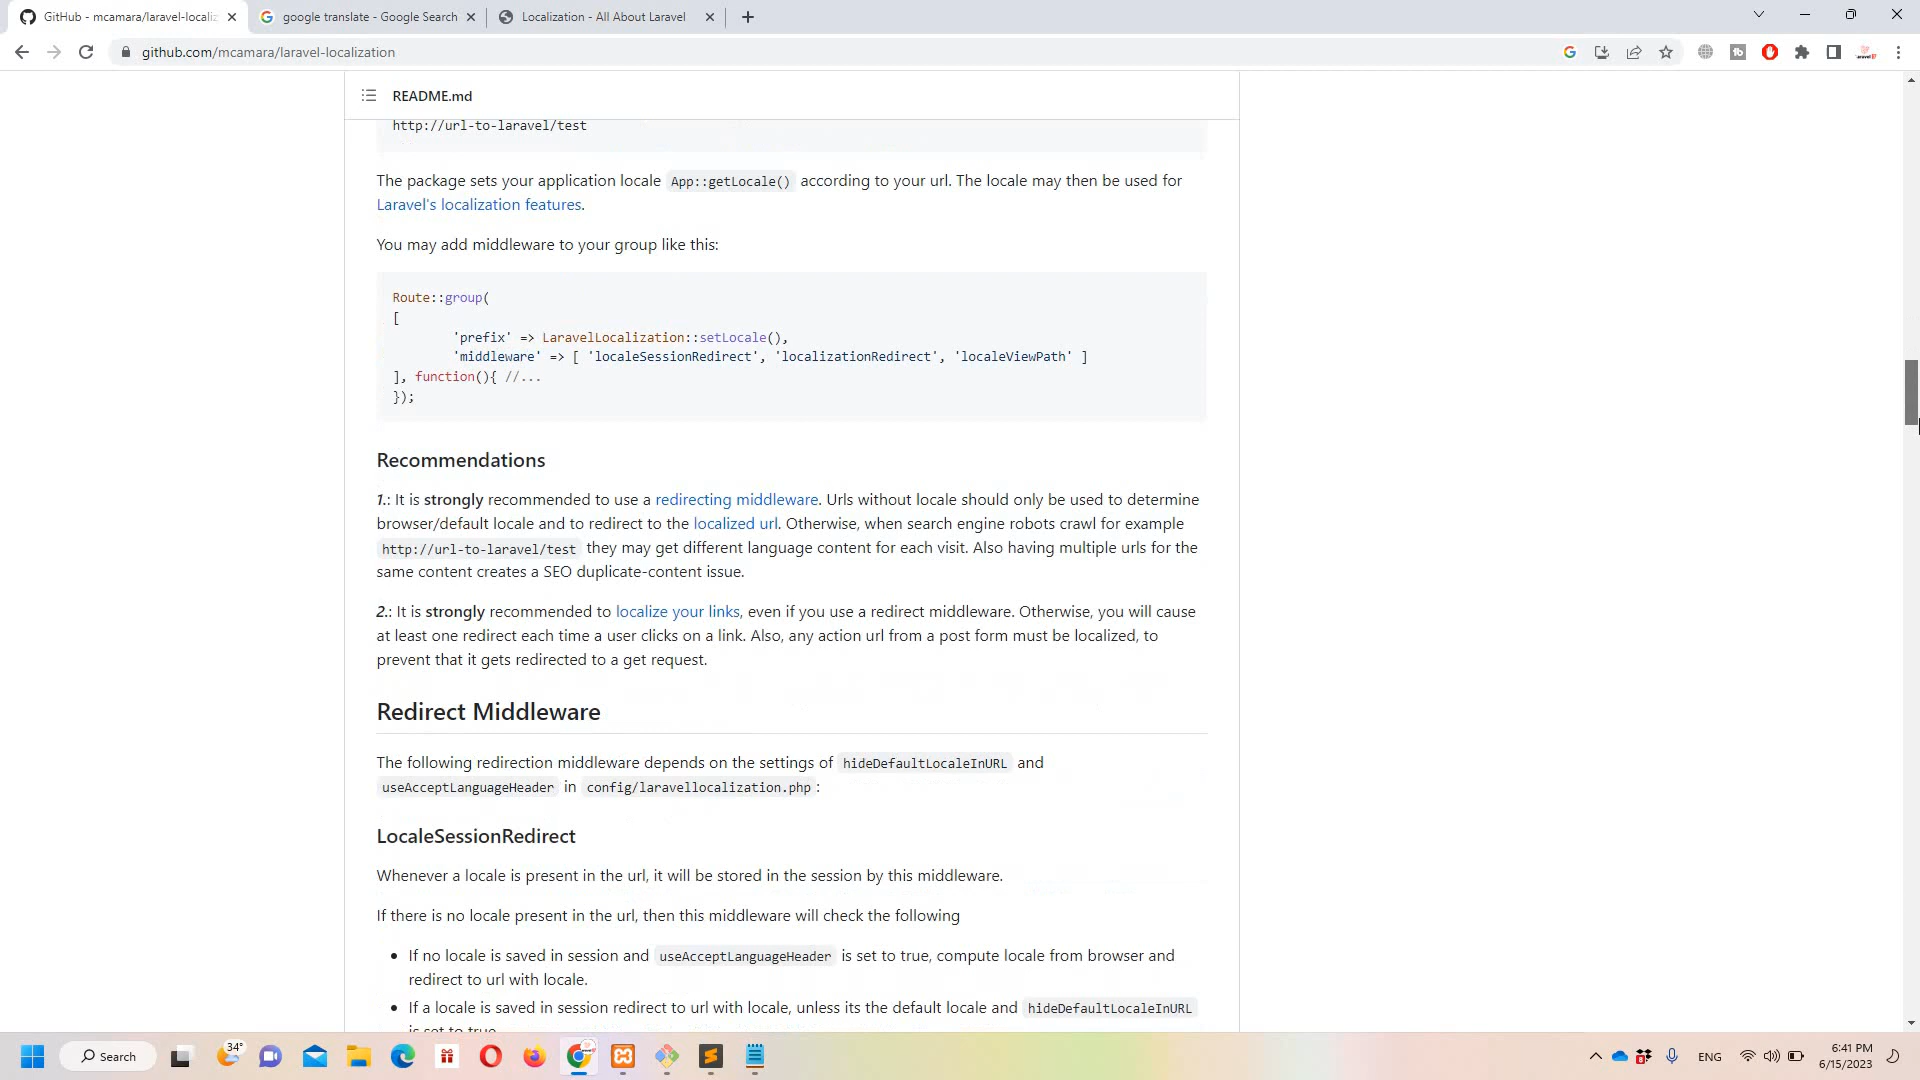 GitHub - mcamara/laravel-localiz
google translate - Google Search
Localization - All About Laravel
github.com/mcamara/laravel-localization
README.md
http://url-to-laravel/test
The package sets your application locale App::getLocale() according to your url. The locale may then be used for
Laravel's localization features.
You may add middleware to your group like this:
Route::group(
[
'prefix' => LaravelLocalization::setLocale(),
'middleware' => [ 'localeSessionRedirect', 'localizationRedirect', 'localeViewPath' ]
], function(){ //...
});
Recommendations
1.: It is strongly recommended to use a redirecting middleware. Urls without locale should only be used to determine
browser/default locale and to redirect to the localized url. Otherwise, when search engine robots crawl for example
http://url-to-laravel/test they may get different language content for each visit. Also having multiple urls for the
same content creates a SEO duplicate-content issue.
2.: It is strongly recommended to localize your links, even if you use a redirect middleware. Otherwise, you will cause
at least one redirect each time a user clicks on a link. Also, any action url from a post form must be localized, to
prevent that it gets redirected to a get request.
Redirect Middleware
The following redirection middleware depends on the settings of hideDefaultLocaleInURL and
useAcceptLanguageHeader in config/laravellocalization.php :
LocaleSessionRedirect
Whenever a locale is present in the url, it will be stored in the session by this middleware.
If there is no locale present in the url, then this middleware will check the following
• If no locale is saved in session and useAcceptLanguageHeader is set to true, compute locale from browser and
redirect to url with locale.
• If a locale is saved in session redirect to url with locale, unless its the default locale and hideDefaultLocaleInURL
is set to true.
Search
34°
ENG
6:41 PM
6/15/2023